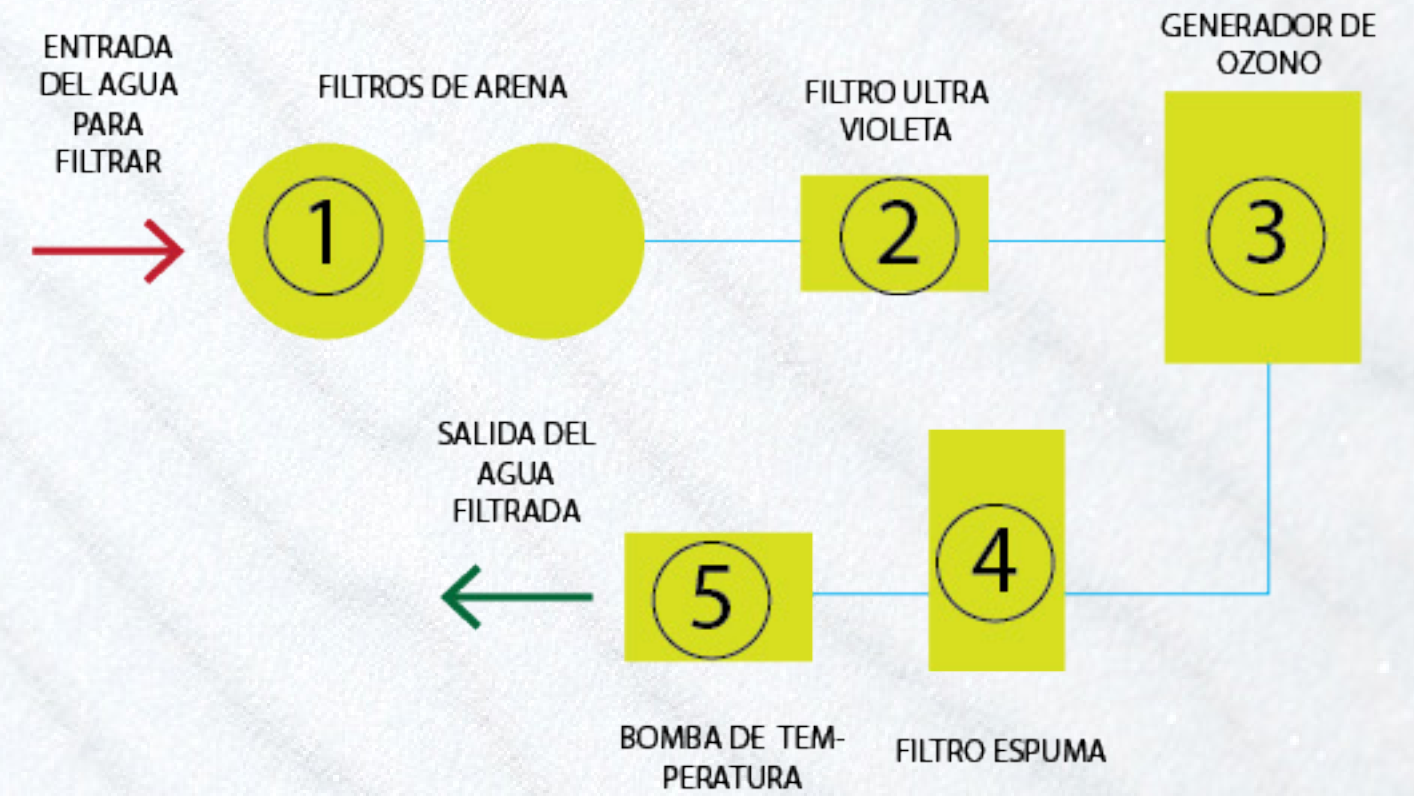 ENTRADA
DEL AGUA
PARA
FILTRAR
FILTROS DE ARENA
FILTRO ULTRA
VIOLETA
GENERADOR DE
OZONO
1
2
3
SALIDA DEL
AGUA
FILTRADA
5
4
BOMBA DE TEM-
PERATURA
FILTRO ESPUMA